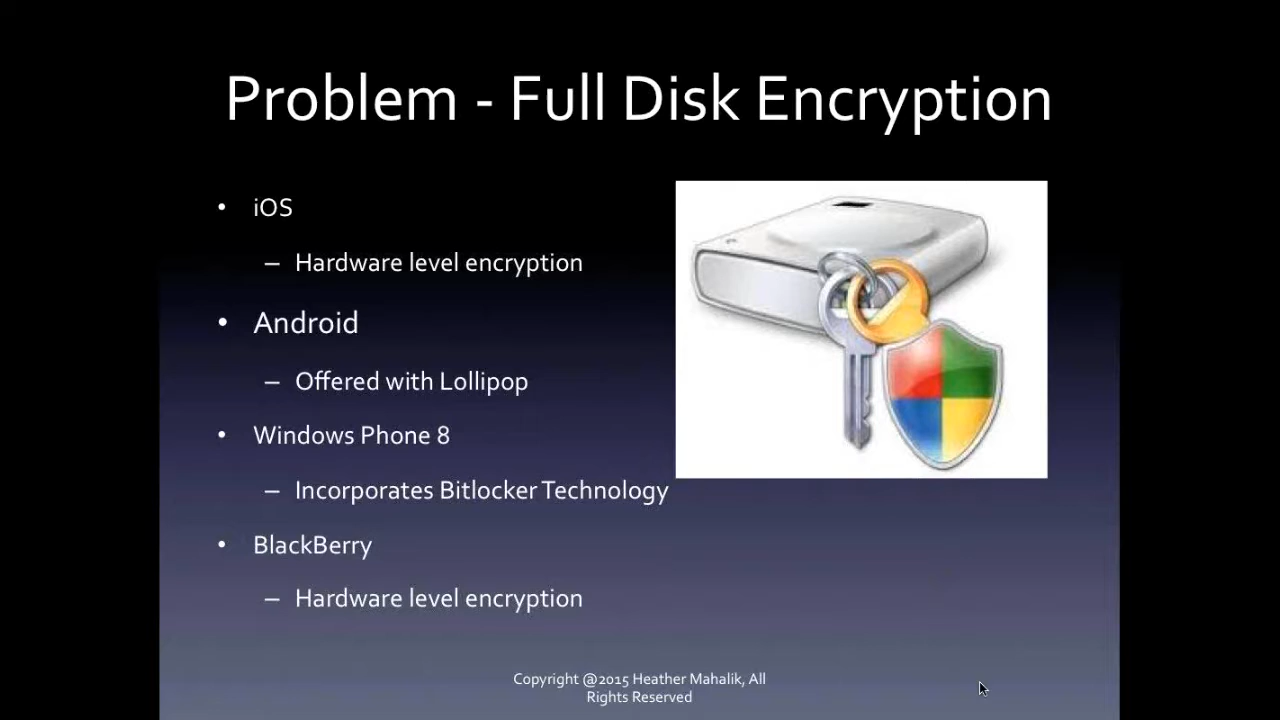 Problem - Full Disk Encryption
• iOS
– Hardware level encryption
• Android
– Offered with Lollipop
• Windows Phone 8
– Incorporates Bitlocker Technology
• BlackBerry
– Hardware level encryption
Copyright @2015 Heather Mahalik, All
Rights Reserved